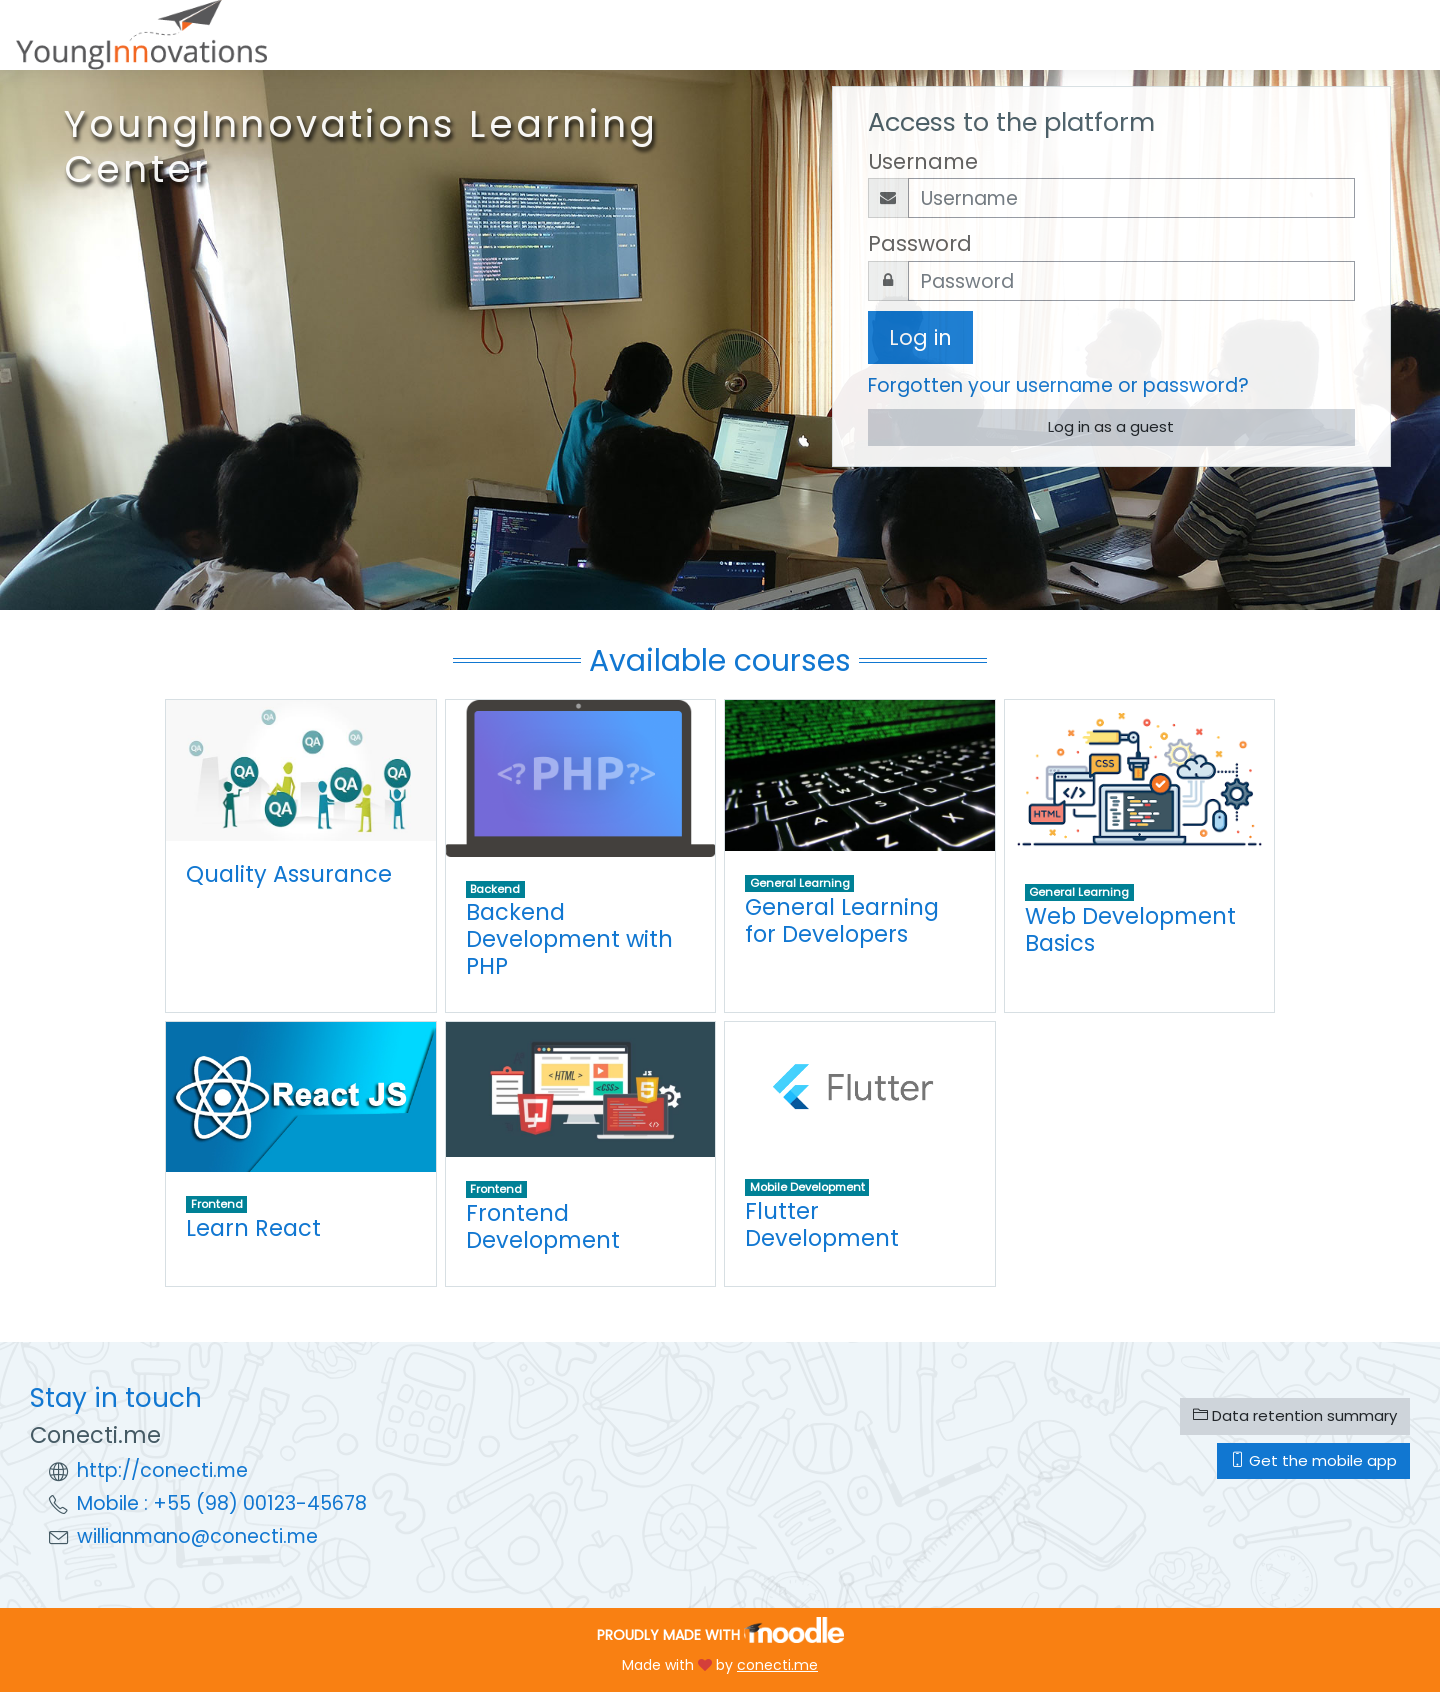 YoungInnovations
YoungInnovations Learning
Center
Access to the platform
Username
Username
Password
Password
Log in
Forgotten your username or password?
Log in as a guest
Available courses
QA
QA
QA
QA
QA
QA
QA
Quality Assurance
<? PHP ?>
Backend
Backend
Development with
PHP
Q W E
A S D
Z X
General Learning
General Learning
for Developers
CSS
</>
HTML
General Learning
Web Development
Basics
React JS
Frontend
Learn React
< HTML >
JS
<CSS>
5
</>
Frontend
Frontend
Development
Flutter
Mobile Development
Flutter
Development
Stay in touch
Conecti.me
http://conecti.me
Mobile : +55 (98) 00123-45678
willianmano@conecti.me
Data retention summary
Get the mobile app
PROUDLY MADE WITH moodle
Made with by conecti.me